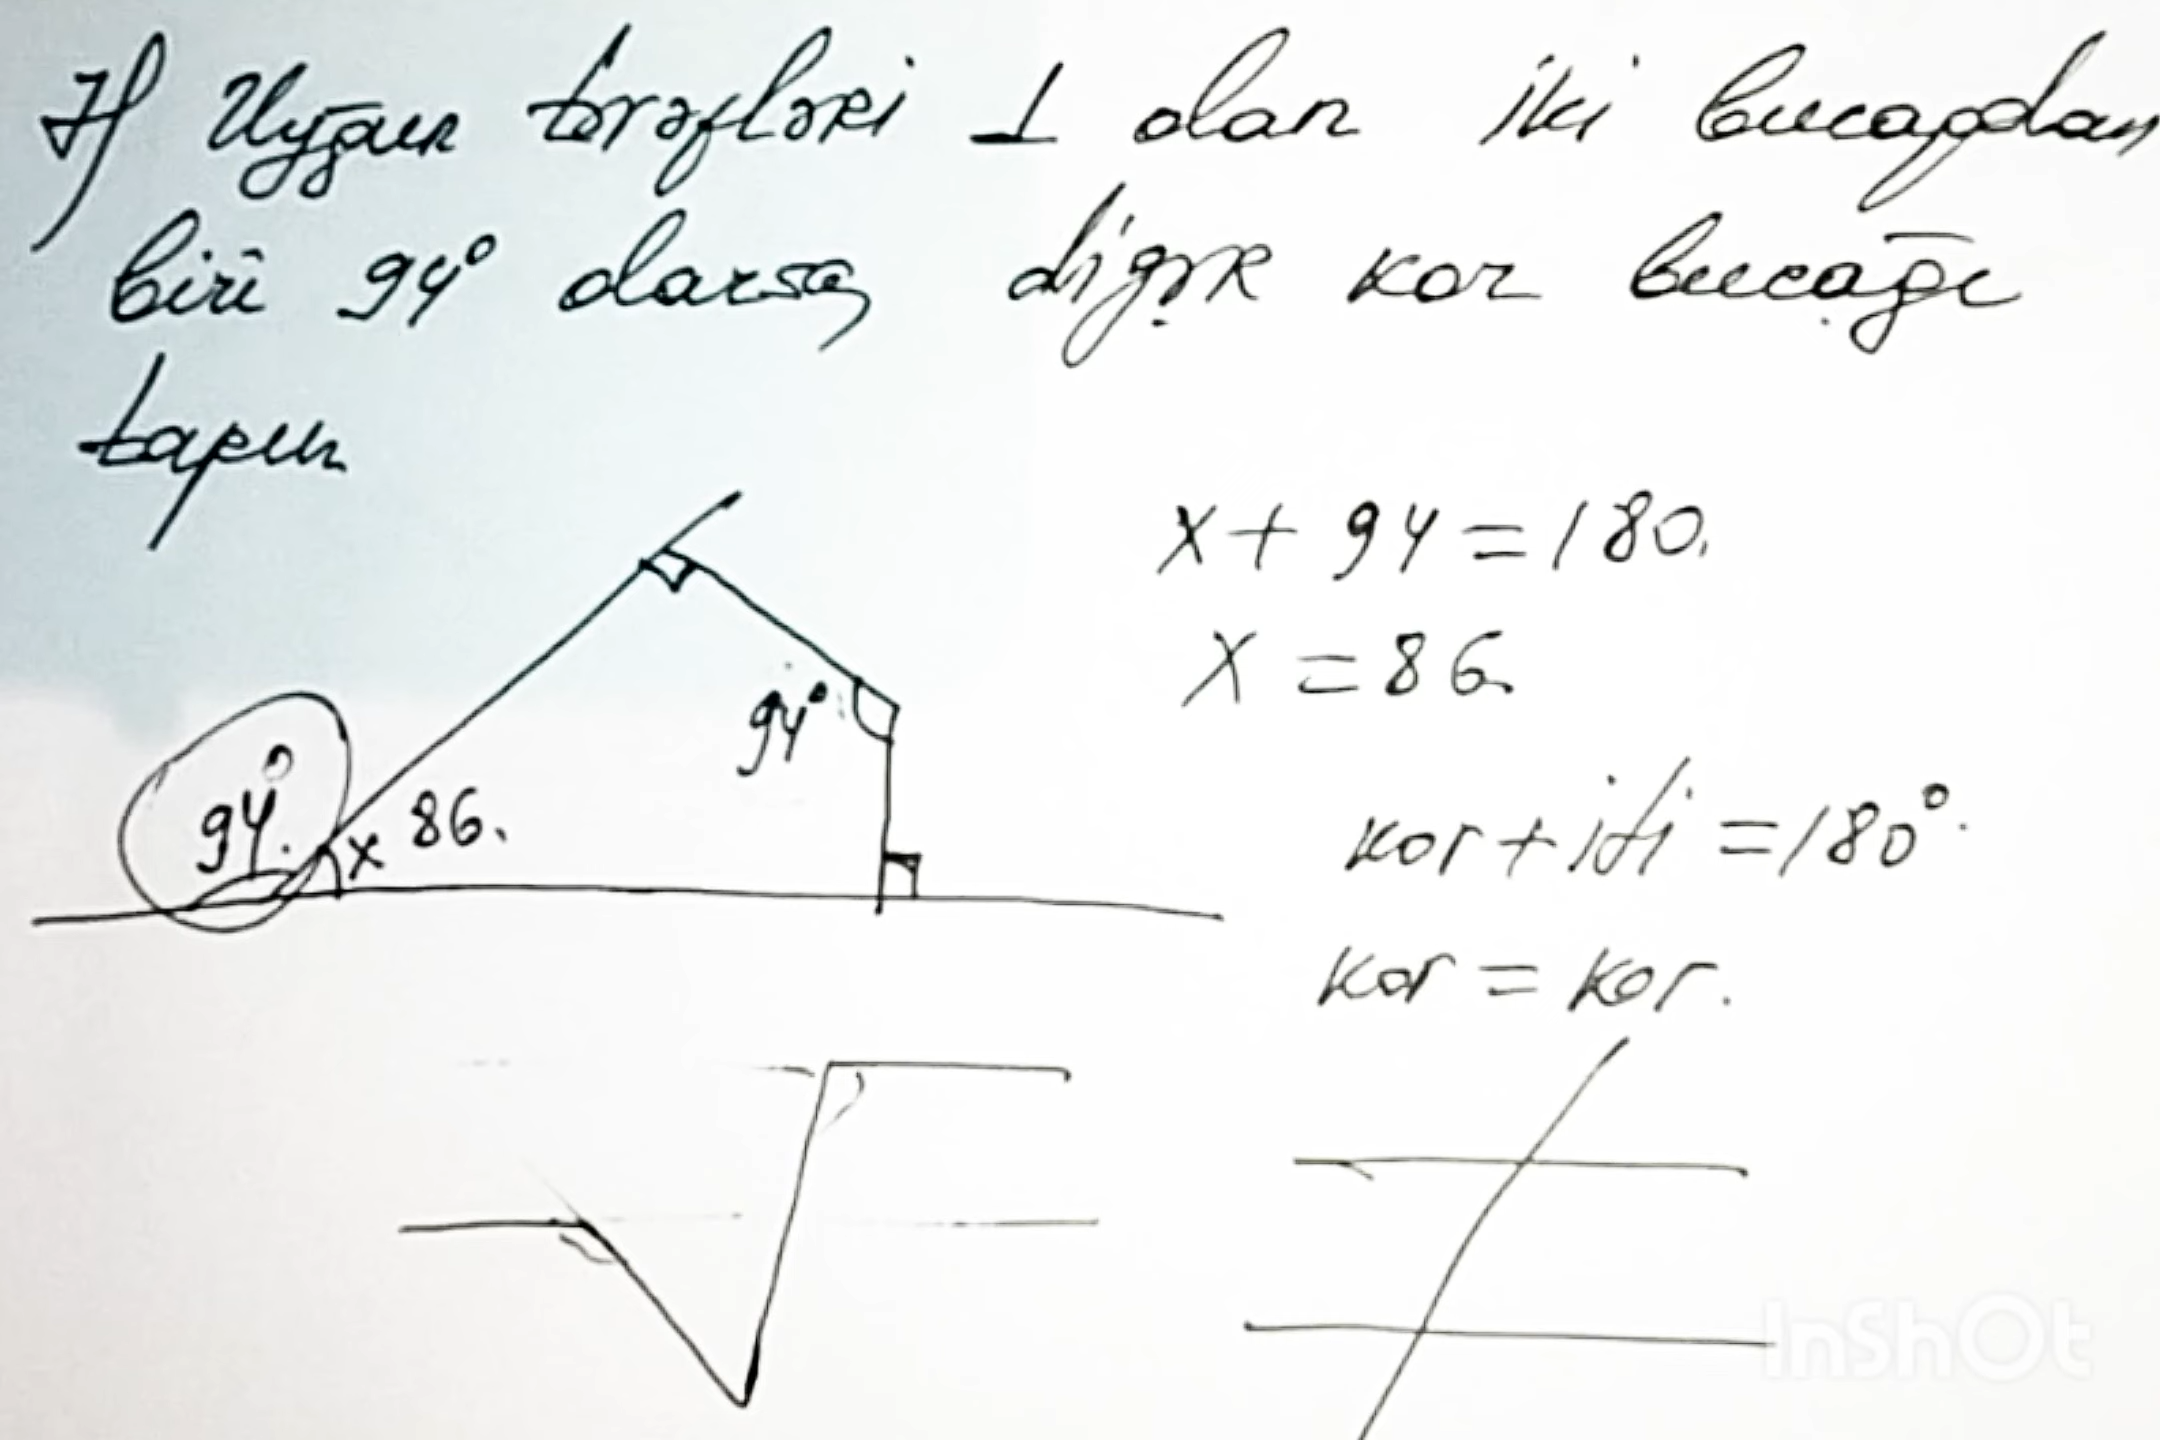 7) Uyğun tərəfləri ⊥ olan iki bucaqdan
biri 94° olarsa, digər kor bucağı
tapın
x + 94 = 180.
x = 86
94°
94°.
x 86.
kor + iti = 180°.
kor = kor.
InShOt